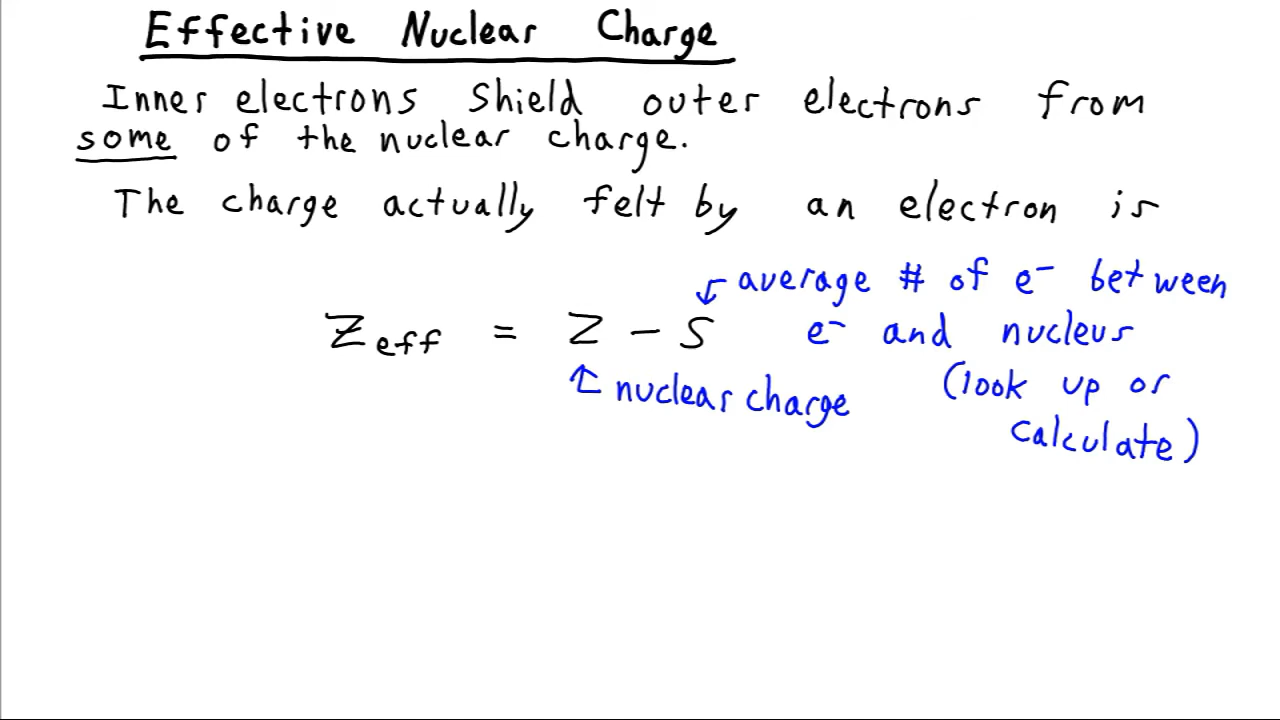 Effective Nuclear Charge
Inner electrons shield outer electrons from
some of the nuclear charge.
The charge actually felt by an electron is
average # of e⁻ between
Z_eff = Z - S e⁻ and nucleus
nuclear charge (look up or
calculate)